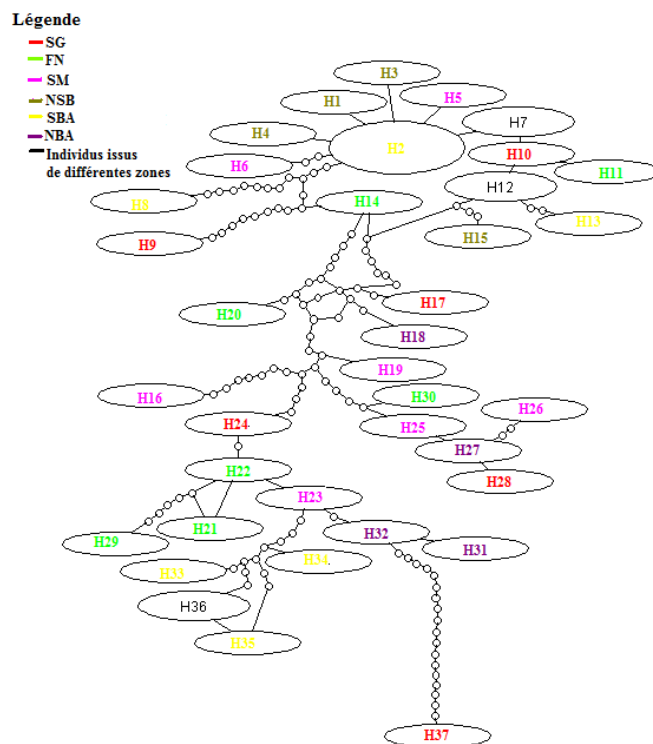 Légende
SG
FN
SM
NSB
SBA
NBA
Individus issus
de différentes zones
H3
H5
H1
H7
H4
H2
H10
H6
H11
H12
H8
H14
H13
H9
H15
H17
H20
H18
H19
H16
H30
H26
H24
H25
H27
H22
H28
H23
H29
H21
H32
H31
H33
H34.
H36
H35
H37